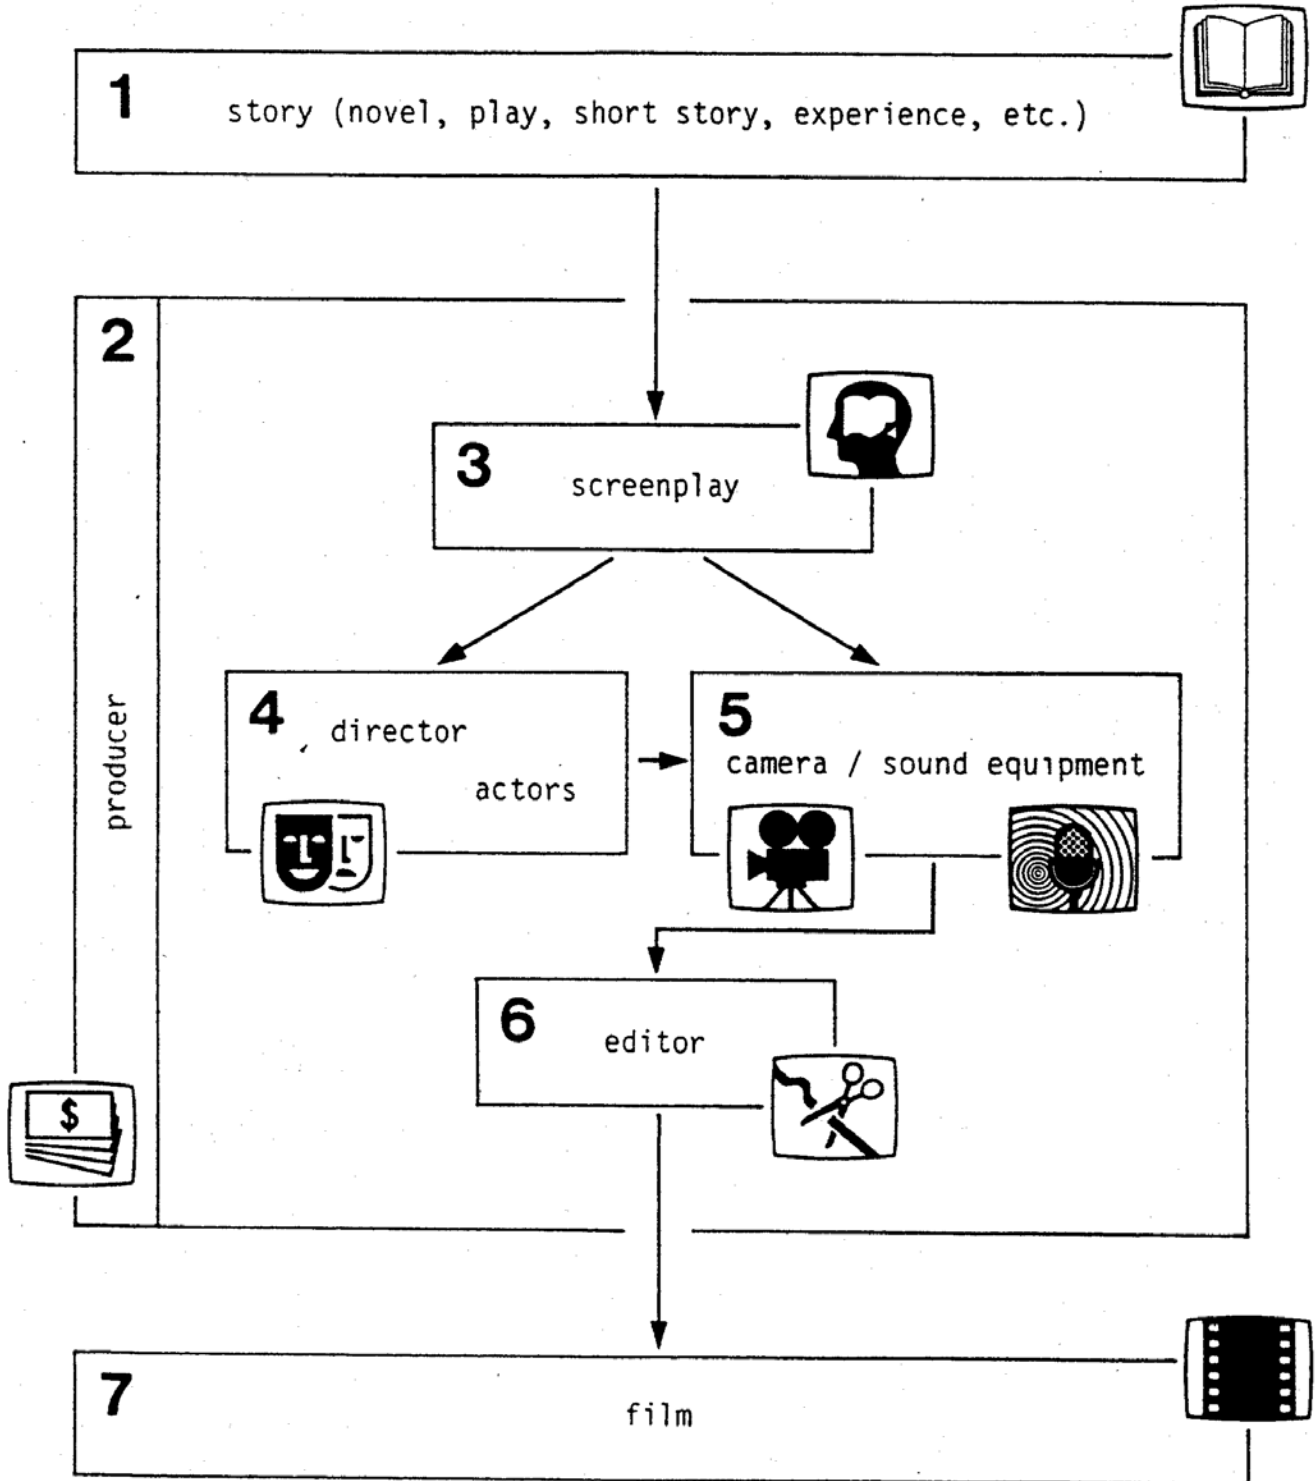 1
story (novel, play, short story, experience, etc.)
2
producer
3
screenplay
4
director
actors
5
camera / sound equipment
6
editor
$
7
film